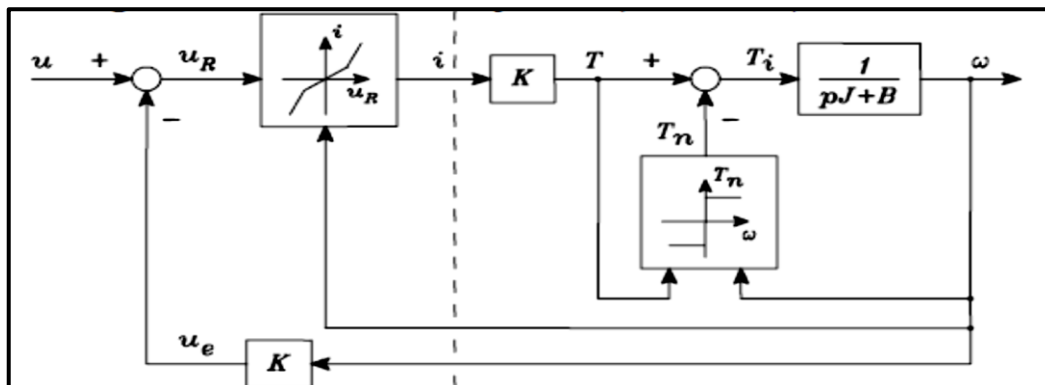 u + u_R i u_R i K T + T_i 1/(pJ+B) ω
−
−
T_n
T_n
ω
u_e K